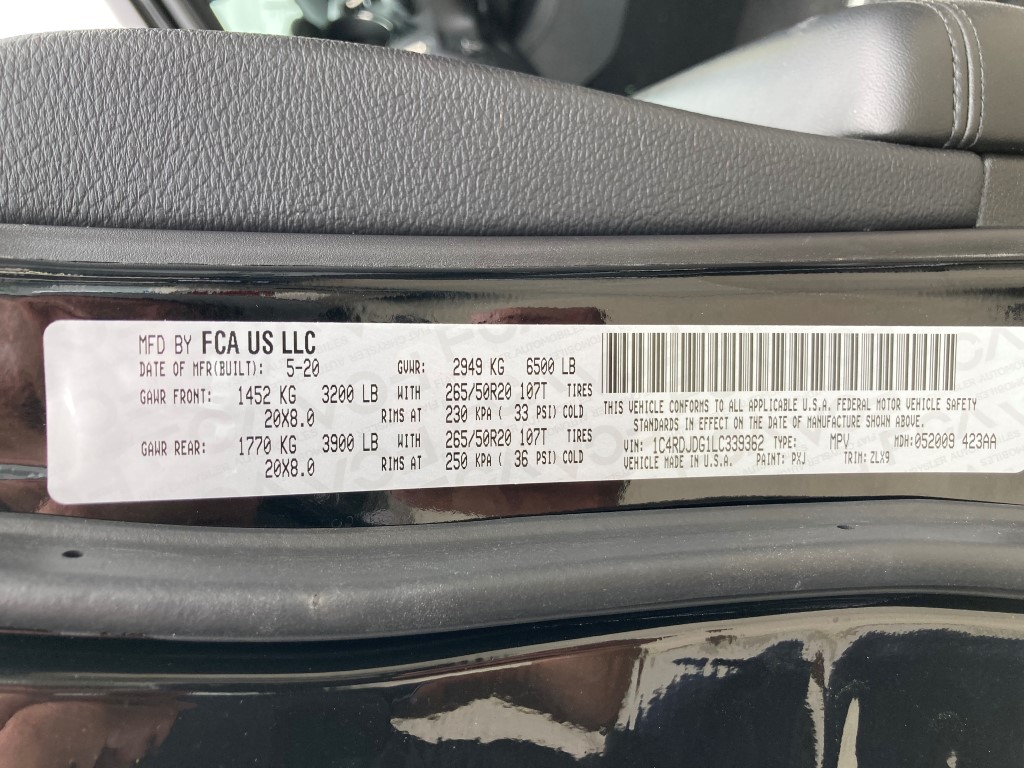 MFD BY FCA US LLC
DATE OF MFR(BUILT): 5-20 GVWR: 2949 KG 6500 LB
GAWR FRONT: 1452 KG 3200 LB WITH 265/50R20 107T TIRES
20X8.0 RIMS AT 230 KPA ( 33 PSI) COLD
GAWR REAR: 1770 KG 3900 LB WITH 265/50R20 107T TIRES
20X8.0 RIMS AT 250 KPA ( 36 PSI) COLD
THIS VEHICLE CONFORMS TO ALL APPLICABLE U.S.A. FEDERAL MOTOR VEHICLE SAFETY
STANDARDS IN EFFECT ON THE DATE OF MANUFACTURE SHOWN ABOVE.
VIN: 1C4RDJDG1LC339362 TYPE: MPV MDH:052009 423AA
VEHICLE MADE IN U.S.A. PAINT: PXJ TRIM: ZLX9